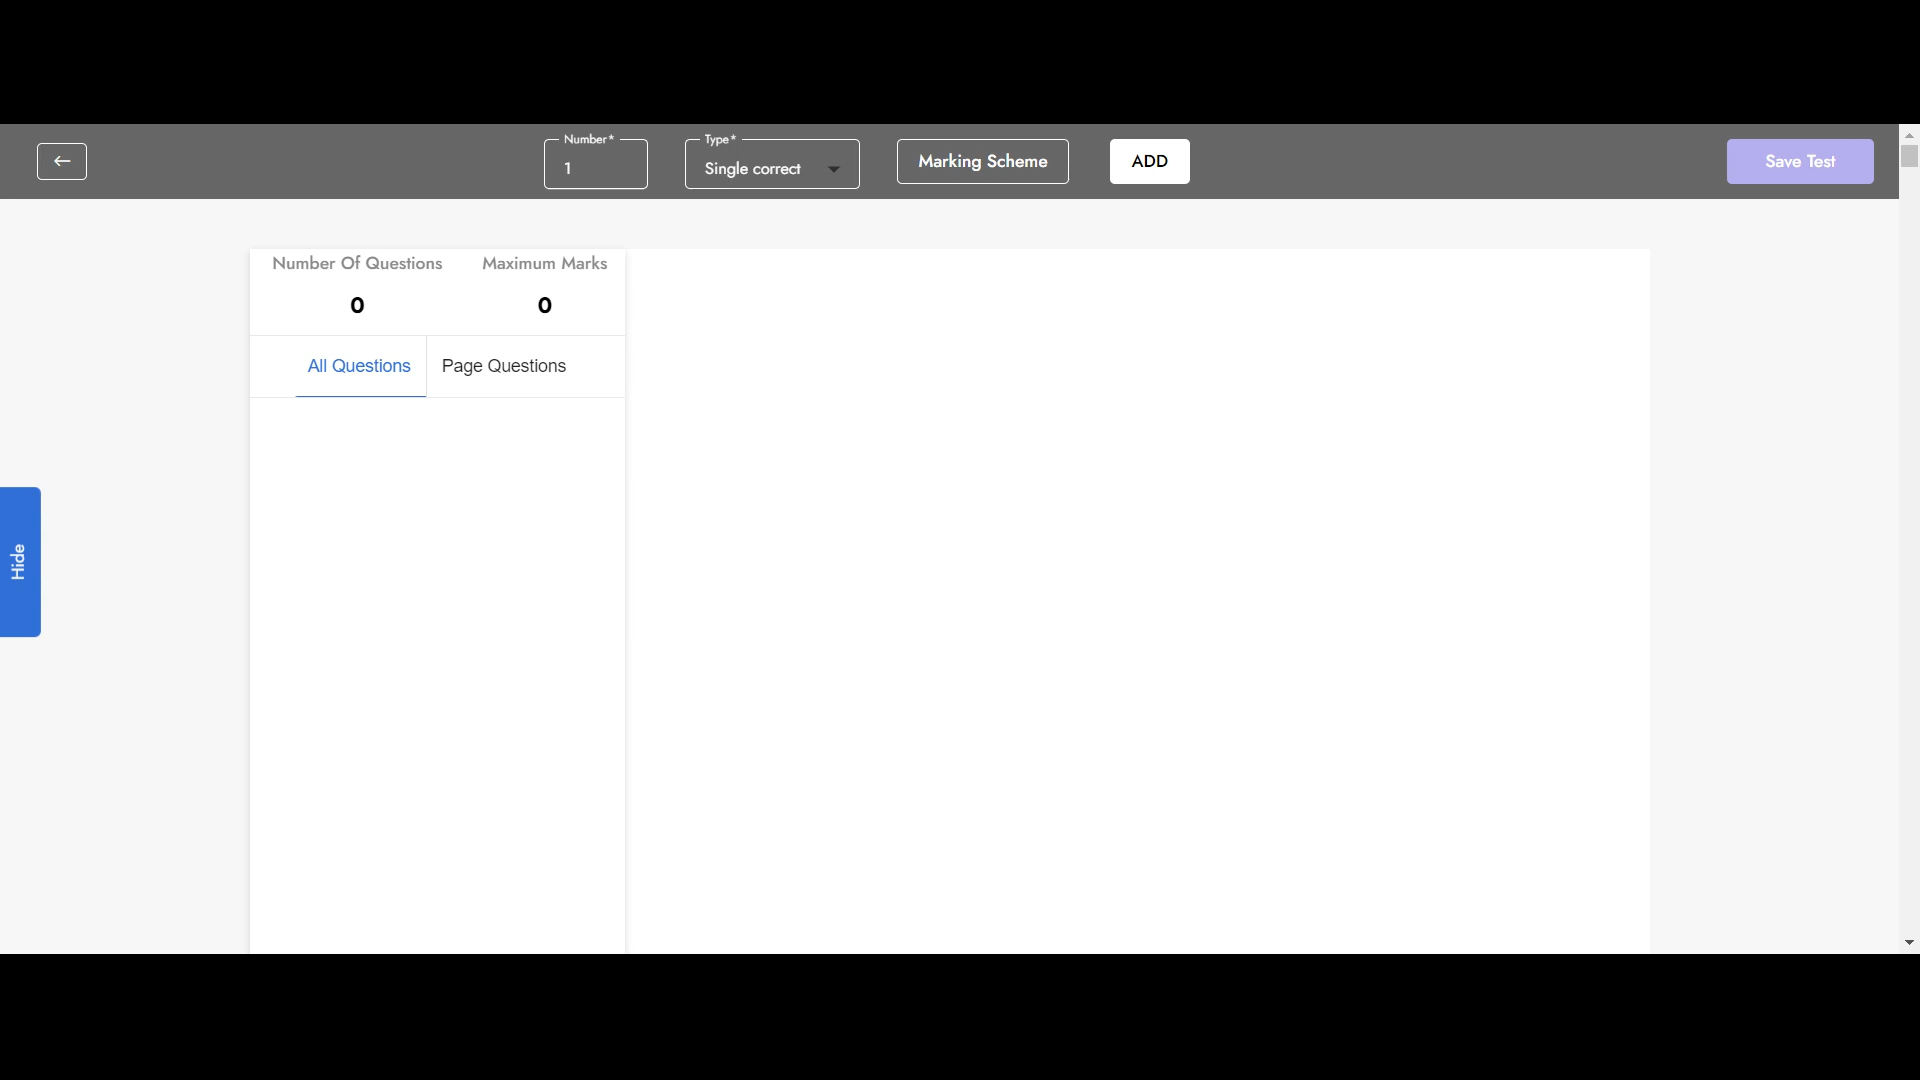 Number*
1
Type*
Single correct
Marking Scheme
ADD
Save Test
Number Of Questions
Maximum Marks
0
0
All Questions
Page Questions
Hide